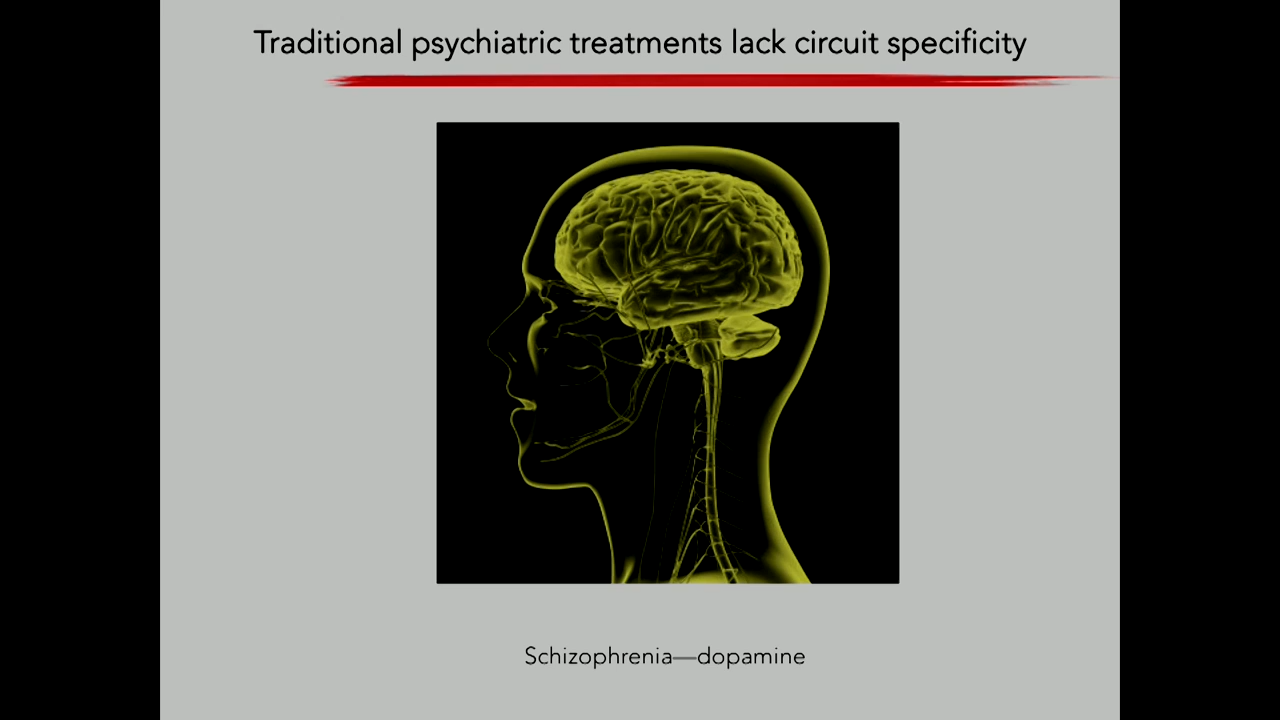 Traditional psychiatric treatments lack circuit specificity
Schizophrenia—dopamine